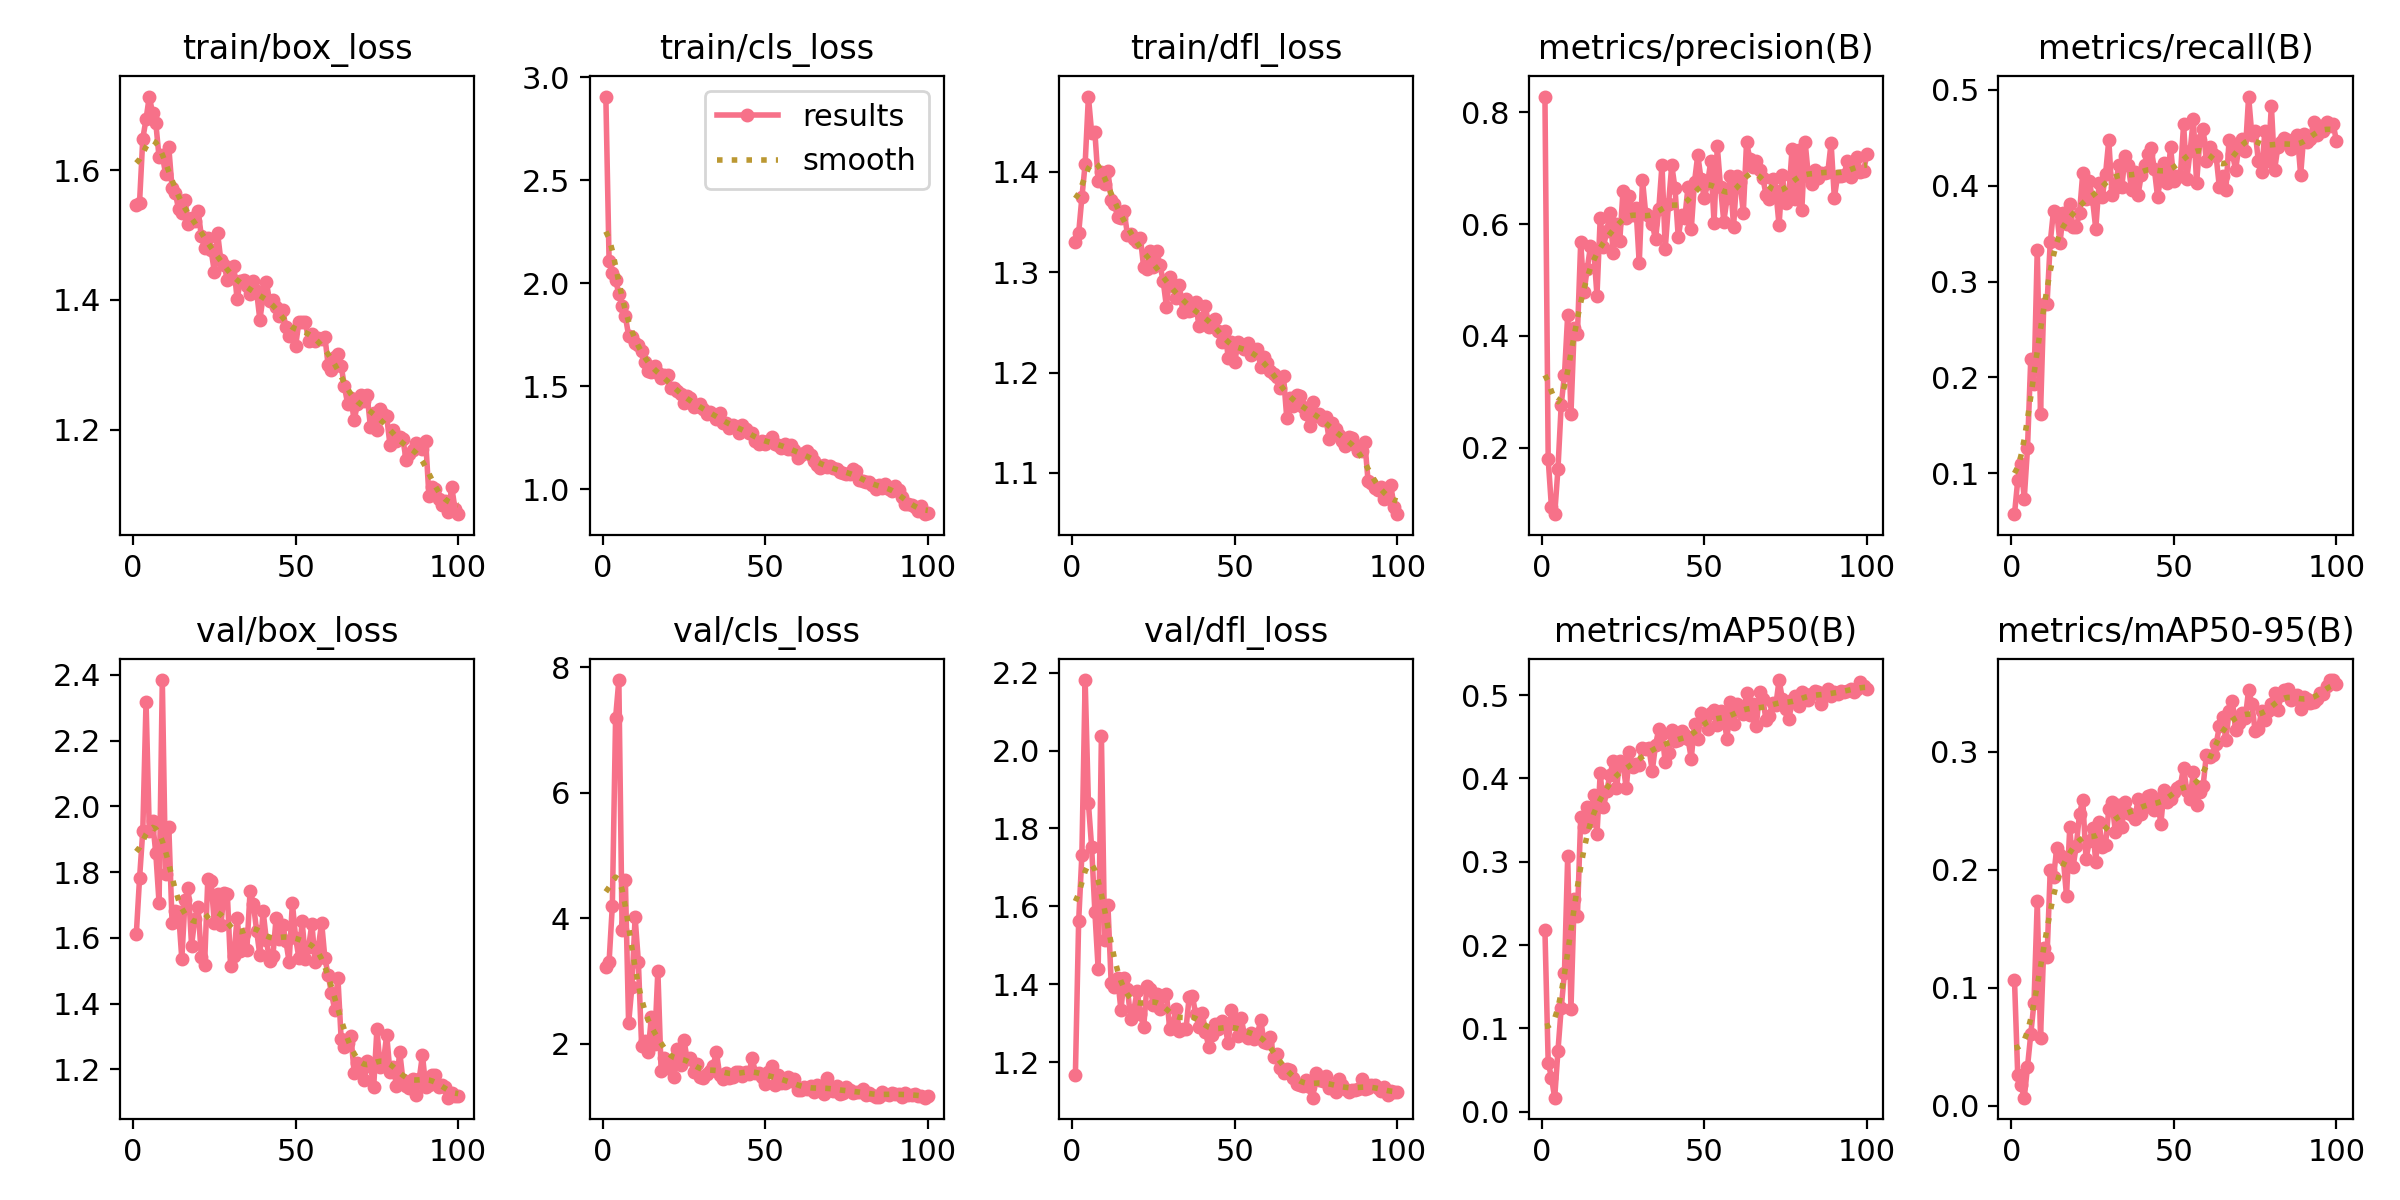 train/box_loss
1.6
1.4
1.2
0 50 100
train/cls_loss
results
smooth
3.0
2.5
2.0
1.5
1.0
0 50 100
train/dfl_loss
1.4
1.3
1.2
1.1
0 50 100
metrics/precision(B)
0.8
0.6
0.4
0.2
0 50 100
metrics/recall(B)
0.5
0.4
0.3
0.2
0.1
0 50 100
val/box_loss
2.4
2.2
2.0
1.8
1.6
1.4
1.2
0 50 100
val/cls_loss
8
6
4
2
0 50 100
val/dfl_loss
2.2
2.0
1.8
1.6
1.4
1.2
0 50 100
metrics/mAP50(B)
0.5
0.4
0.3
0.2
0.1
0.0
0 50 100
metrics/mAP50-95(B)
0.3
0.2
0.1
0.0
0 50 100